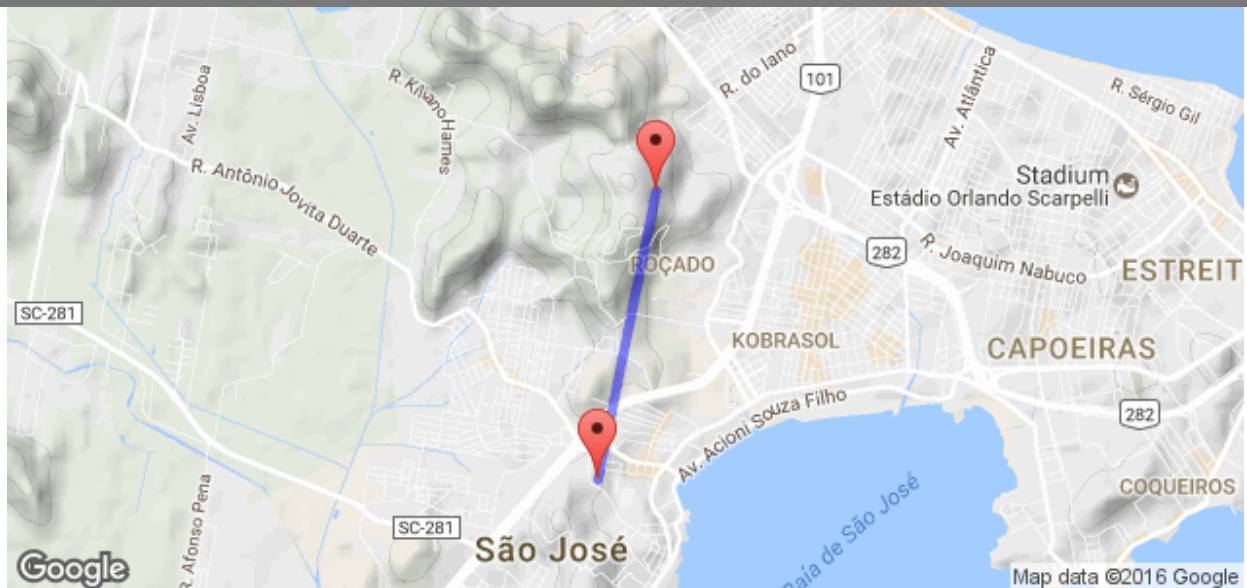 R. do Iano
101
Av. Atlântica
R. Sérgio Gil
Av. Lisboa
R. Kiliano Hames
R. Antônio Jovita Duarte
Stadium
Estádio Orlando Scarpelli
ROÇADO
282
R. Joaquim Nabuco
ESTREIT
SC-281
KOBRASOL
CAPOEIRAS
Av. Acioni Souza Filho
282
R. Afonso Pena
COQUEIROS
SC-281
São José
Baía de São José
Google
Map data ©2016 Google